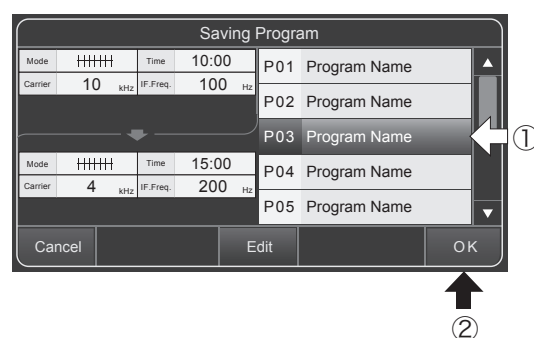 Saving Program
Mode Time 10:00
Carrier 10 kHz IF.Freq. 100 Hz
Mode Time 15:00
Carrier 4 kHz IF.Freq. 200 Hz
P01 Program Name
P02 Program Name
P03 Program Name
P04 Program Name
P05 Program Name
①
Cancel Edit OK
②